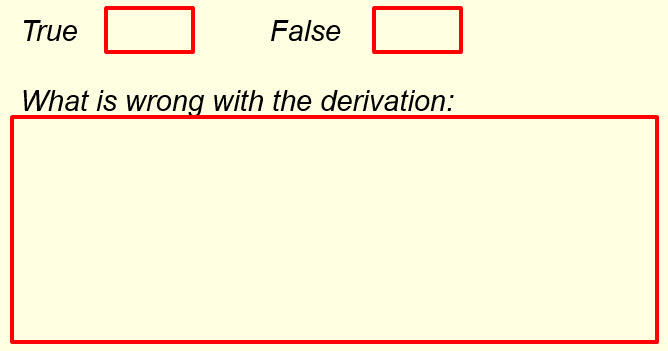 True False
What is wrong with the derivation: